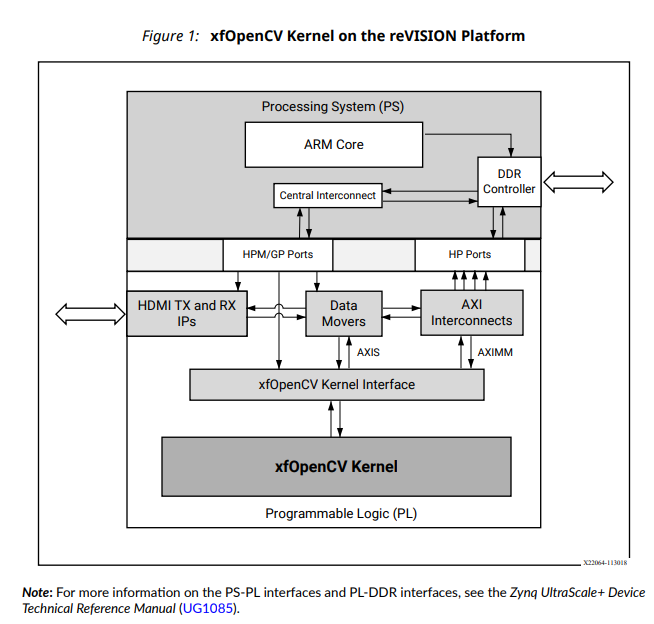 Figure 1: xfOpenCV Kernel on the reVISION Platform
Processing System (PS)
ARM Core
DDR
Controller
Central Interconnect
HPM/GP Ports
HP Ports
HDMI TX and RX
IPs
Data
Movers
AXI
Interconnects
AXIS
AXIMM
xfOpenCV Kernel Interface
xfOpenCV Kernel
Programmable Logic (PL)
X22064-113018
Note: For more information on the PS-PL interfaces and PL-DDR interfaces, see the Zynq UltraScale+ Device
Technical Reference Manual (UG1085).